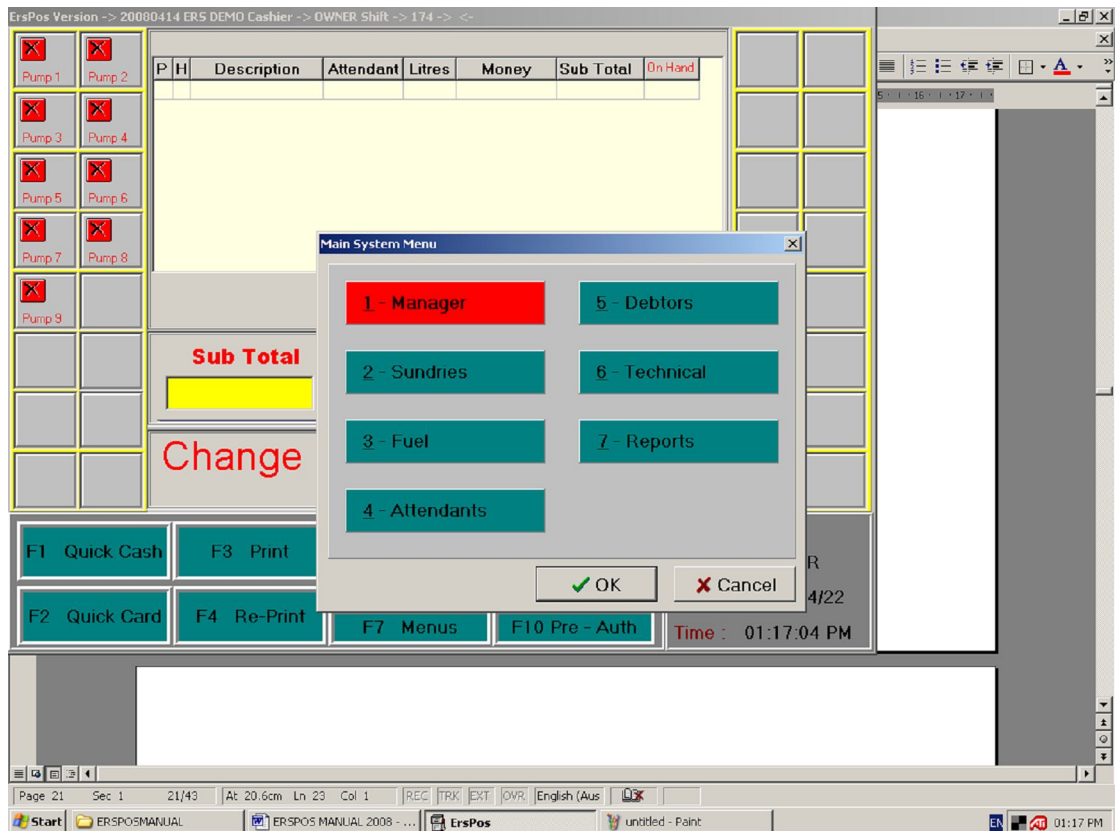 ErsPos Version -> 20080414 ERS DEMO Cashier -> OWNER Shift -> 174 -> <-
Pump 1 Pump 2
P H Description Attendant Litres Money Sub Total On Hand
Pump 3 Pump 4
5 · 16 · 17
Pump 5 Pump 6
Pump 7 Pump 8
Pump 9
Main System Menu
1 - Manager 5 - Debtors
2 - Sundries 6 - Technical
3 - Fuel 7 - Reports
4 - Attendants
OK Cancel
Sub Total
Change
F1 Quick Cash F3 Print R
F2 Quick Card F4 Re-Print F7 Menus F10 Pre - Auth 4/22
Time : 01:17:04 PM
Page 21 Sec 1 21/43 At 20.6cm Ln 23 Col 1 REC TRK EXT OVR English (Aus
Start ERSPOSMANUAL ERSPOS MANUAL 2008 - ... ErsPos untitled - Paint EN ATI 01:17 PM